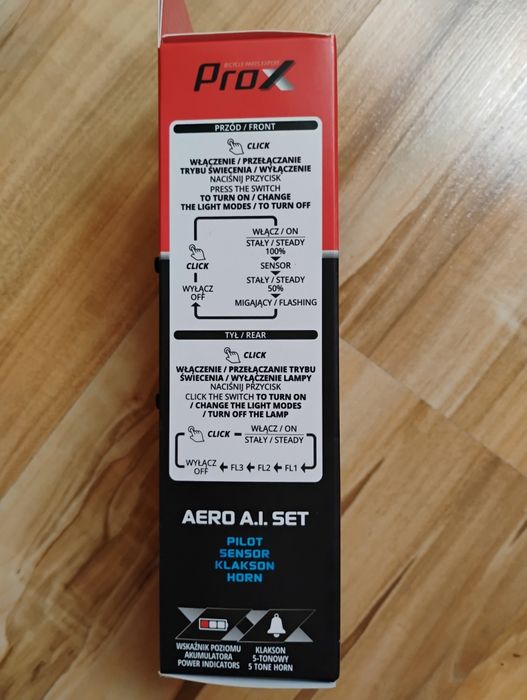 BICYCLE PARTS EXPERT
ProX
PRZÓD / FRONT
CLICK
WŁĄCZENIE / PRZEŁĄCZANIE
TRYBU ŚWIECENIA / WYŁĄCZENIE
NACIŚNIJ PRZYCISK
PRESS THE SWITCH
TO TURN ON / CHANGE
THE LIGHT MODES / TO TURN OFF
WŁĄCZ / ON
STAŁY / STEADY
100%
CLICK
SENSOR
STAŁY / STEADY
50%
WYŁĄCZ
OFF
MIGAJĄCY / FLASHING
TYŁ / REAR
CLICK
WŁĄCZENIE / PRZEŁĄCZANIE TRYBU
ŚWIECENIA / WYŁĄCZENIE LAMPY
NACIŚNIJ PRZYCISK
CLICK THE SWITCH TO TURN ON
/ CHANGE THE LIGHT MODES
/ TURN OFF THE LAMP
CLICK
WŁĄCZ / ON
STAŁY / STEADY
WYŁĄCZ
OFF
FL3
FL2
FL1
AERO A.I. SET
PILOT
SENSOR
KLAKSON
HORN
WSKAŹNIK POZIOMU
AKUMULATORA
POWER INDICATORS
KLAKSON
5-TONOWY
5 TONE HORN